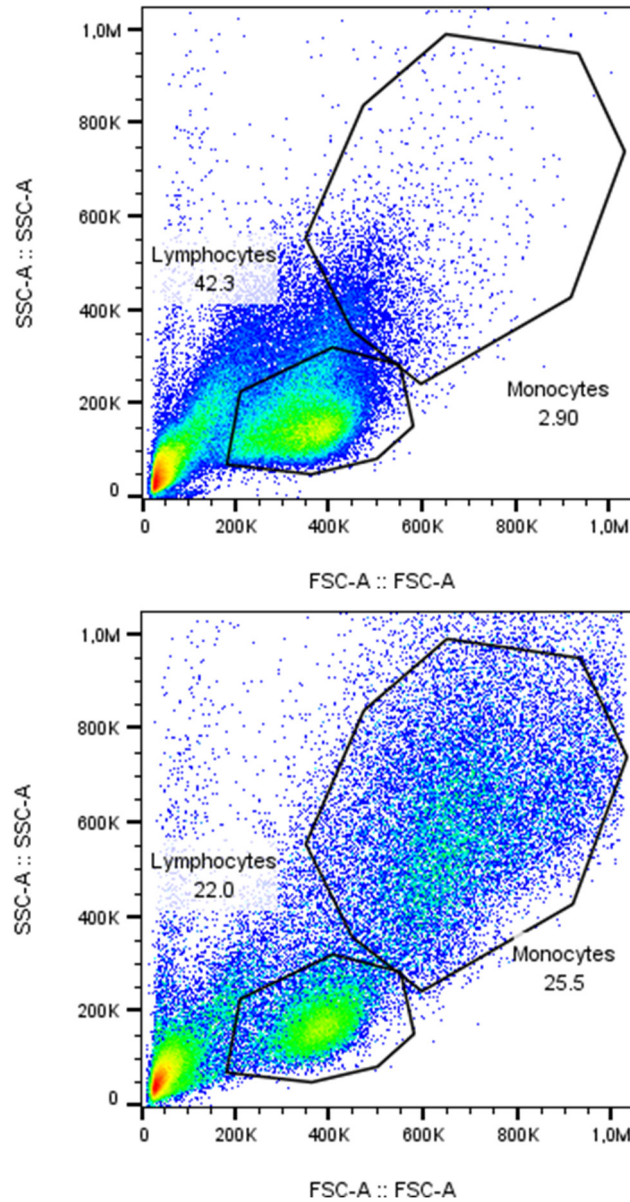 1,0M
800K
600K
400K
200K
0
SSC-A :: SSC-A
Lymphocytes
42.3
Monocytes
2.90
0 200K 400K 600K 800K 1,0M
FSC-A :: FSC-A
1,0M
800K
600K
400K
200K
0
SSC-A :: SSC-A
Lymphocytes
22.0
Monocytes
25.5
0 200K 400K 600K 800K 1,0M
FSC-A :: FSC-A